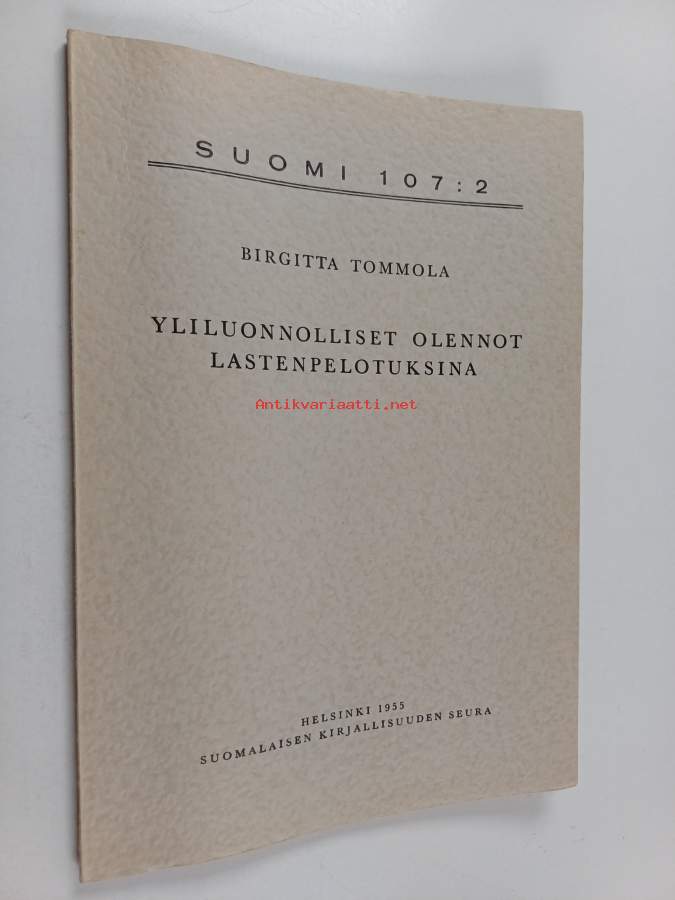 SUOMI 107:2
BIRGITTA TOMMOLA
YLILUONNOLLISET OLENNOT
LASTENPELOTUKSINA
Antikvariaatti.net
HELSINKI 1955
SUOMALAISEN KIRJALLISUUDEN SEURA